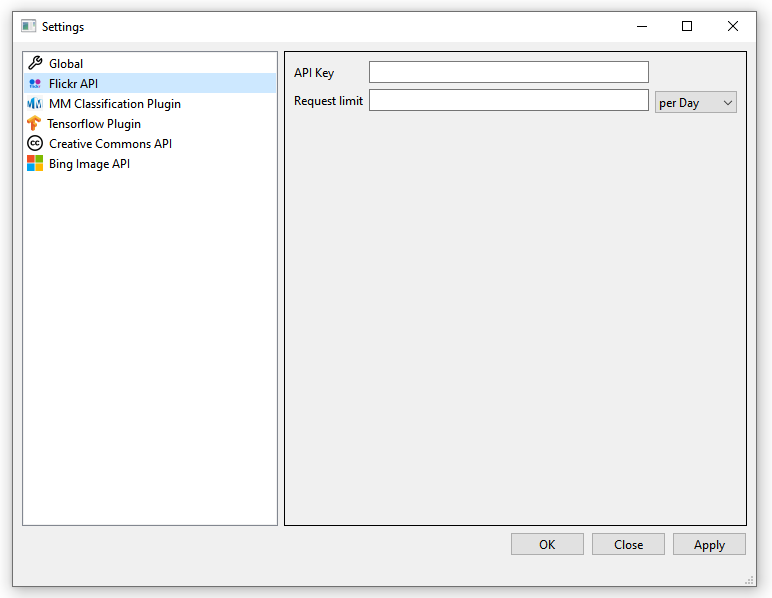 Settings
Global
Flickr API
MM Classification Plugin
Tensorflow Plugin
Creative Commons API
Bing Image API
API Key
Request limit
per Day
OK
Close
Apply